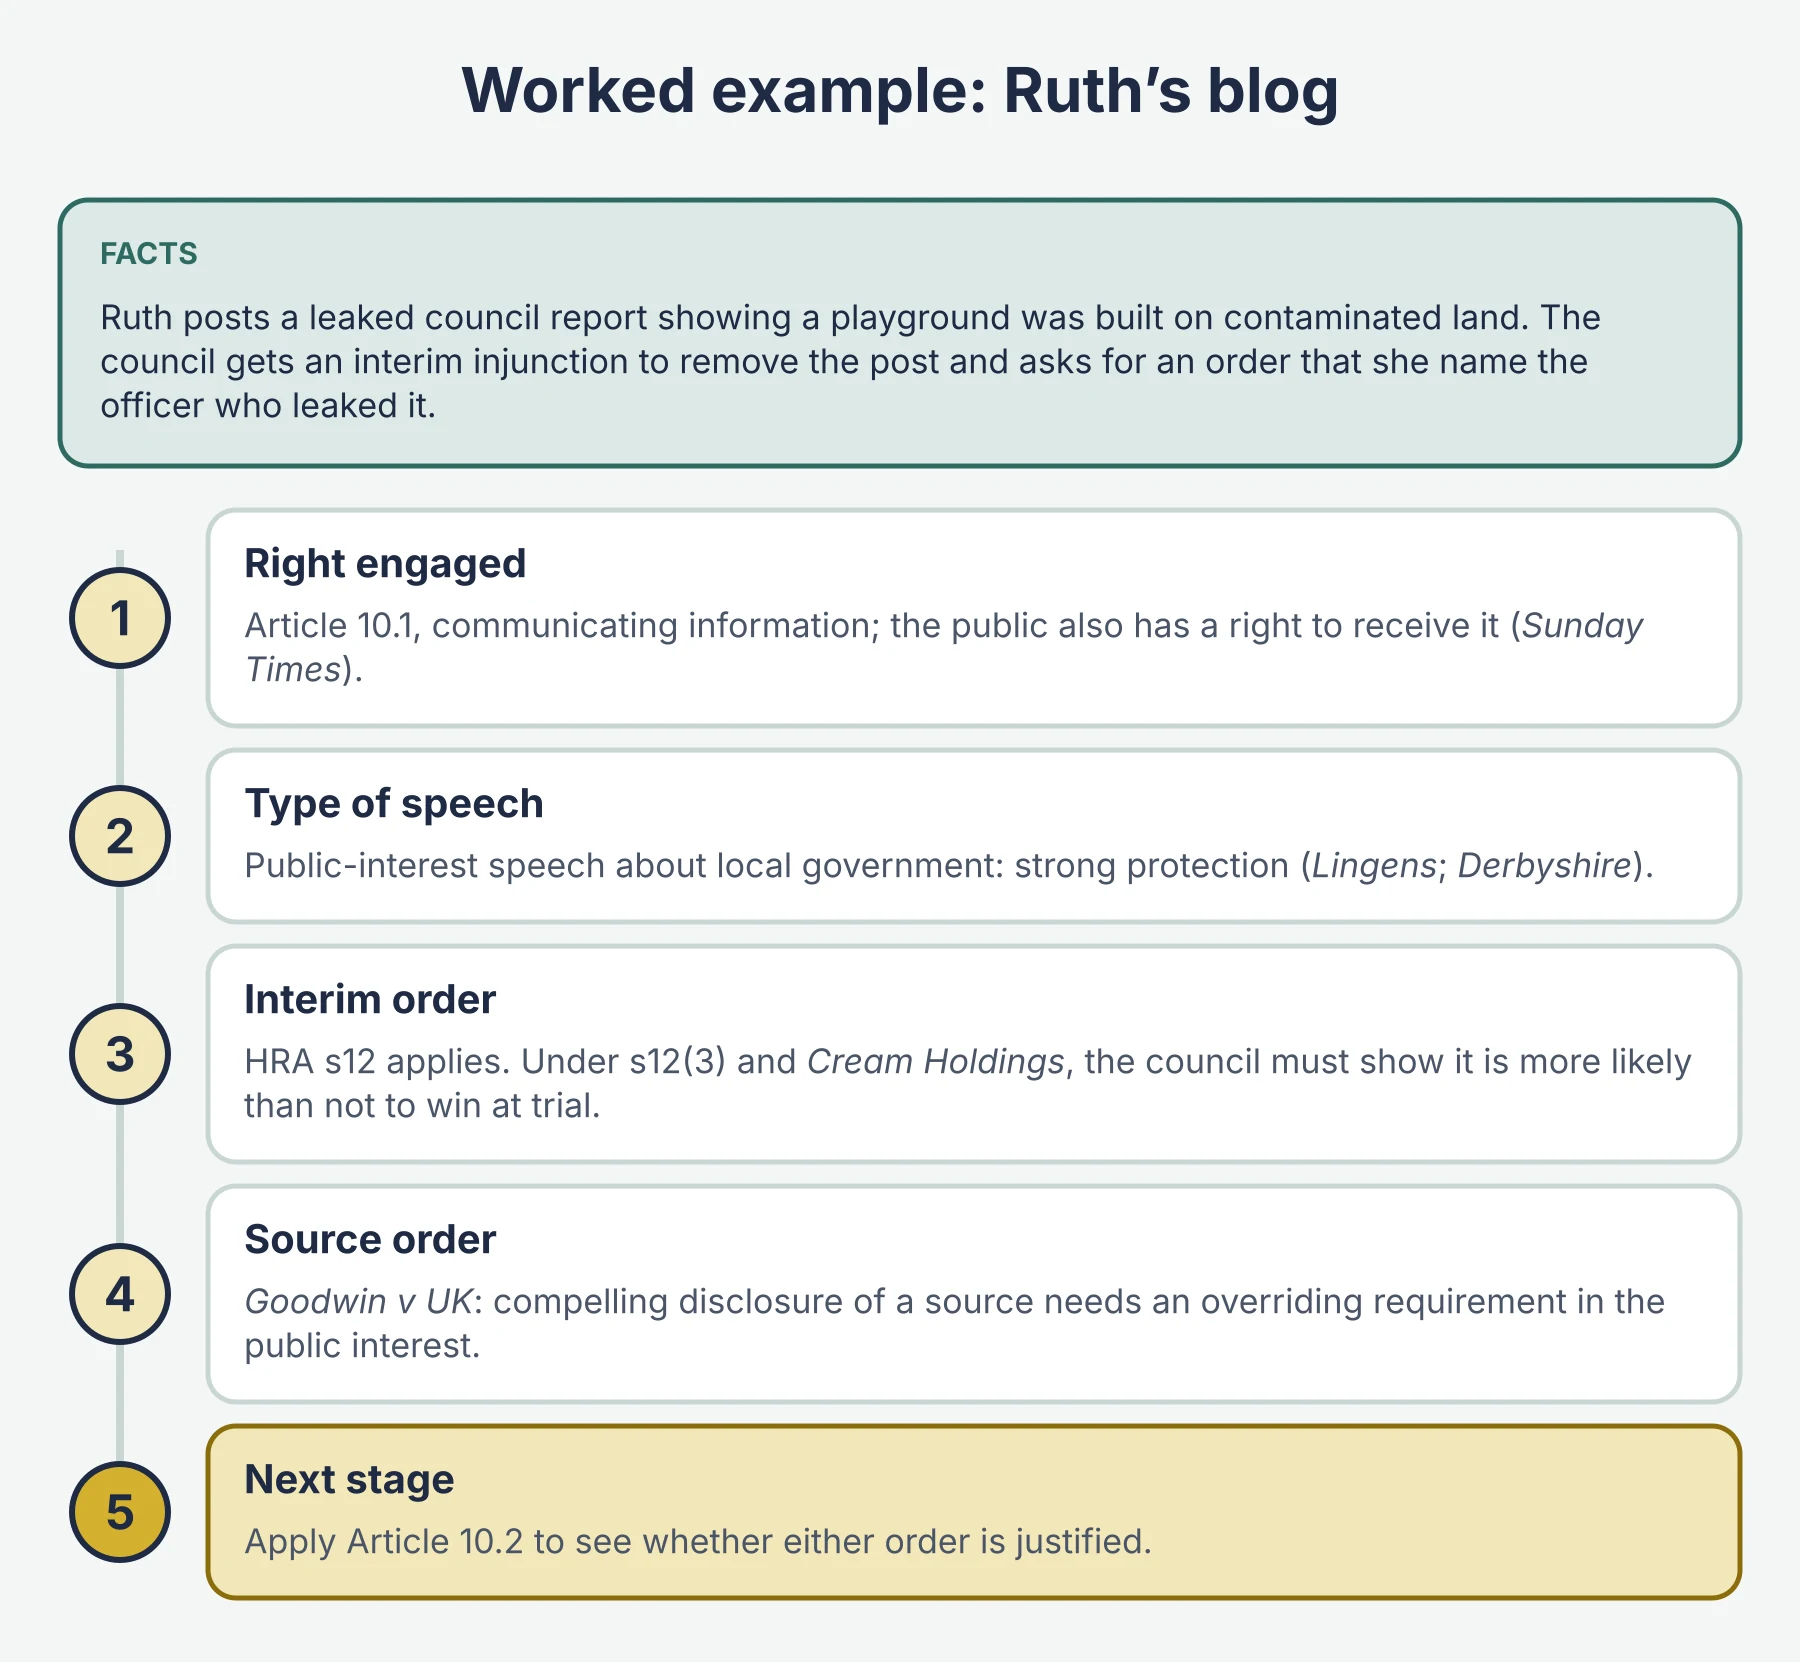 Worked example: Ruth’s blog
FACTS
Ruth posts a leaked council report showing a playground was built on contaminated land. The
council gets an interim injunction to remove the post and asks for an order that she name the
officer who leaked it.
1
Right engaged
Article 10.1, communicating information; the public also has a right to receive it (Sunday
Times).
2
Type of speech
Public-interest speech about local government: strong protection (Lingens; Derbyshire).
3
Interim order
HRA s12 applies. Under s12(3) and Cream Holdings, the council must show it is more likely
than not to win at trial.
4
Source order
Goodwin v UK: compelling disclosure of a source needs an overriding requirement in the
public interest.
5
Next stage
Apply Article 10.2 to see whether either order is justified.